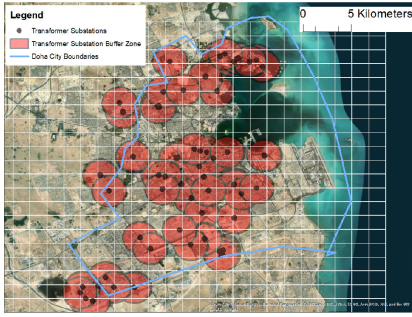 Legend
Transformer Substations
Transformer Substation Buffer Zone
Doha City Boundaries
0 5 Kilometers